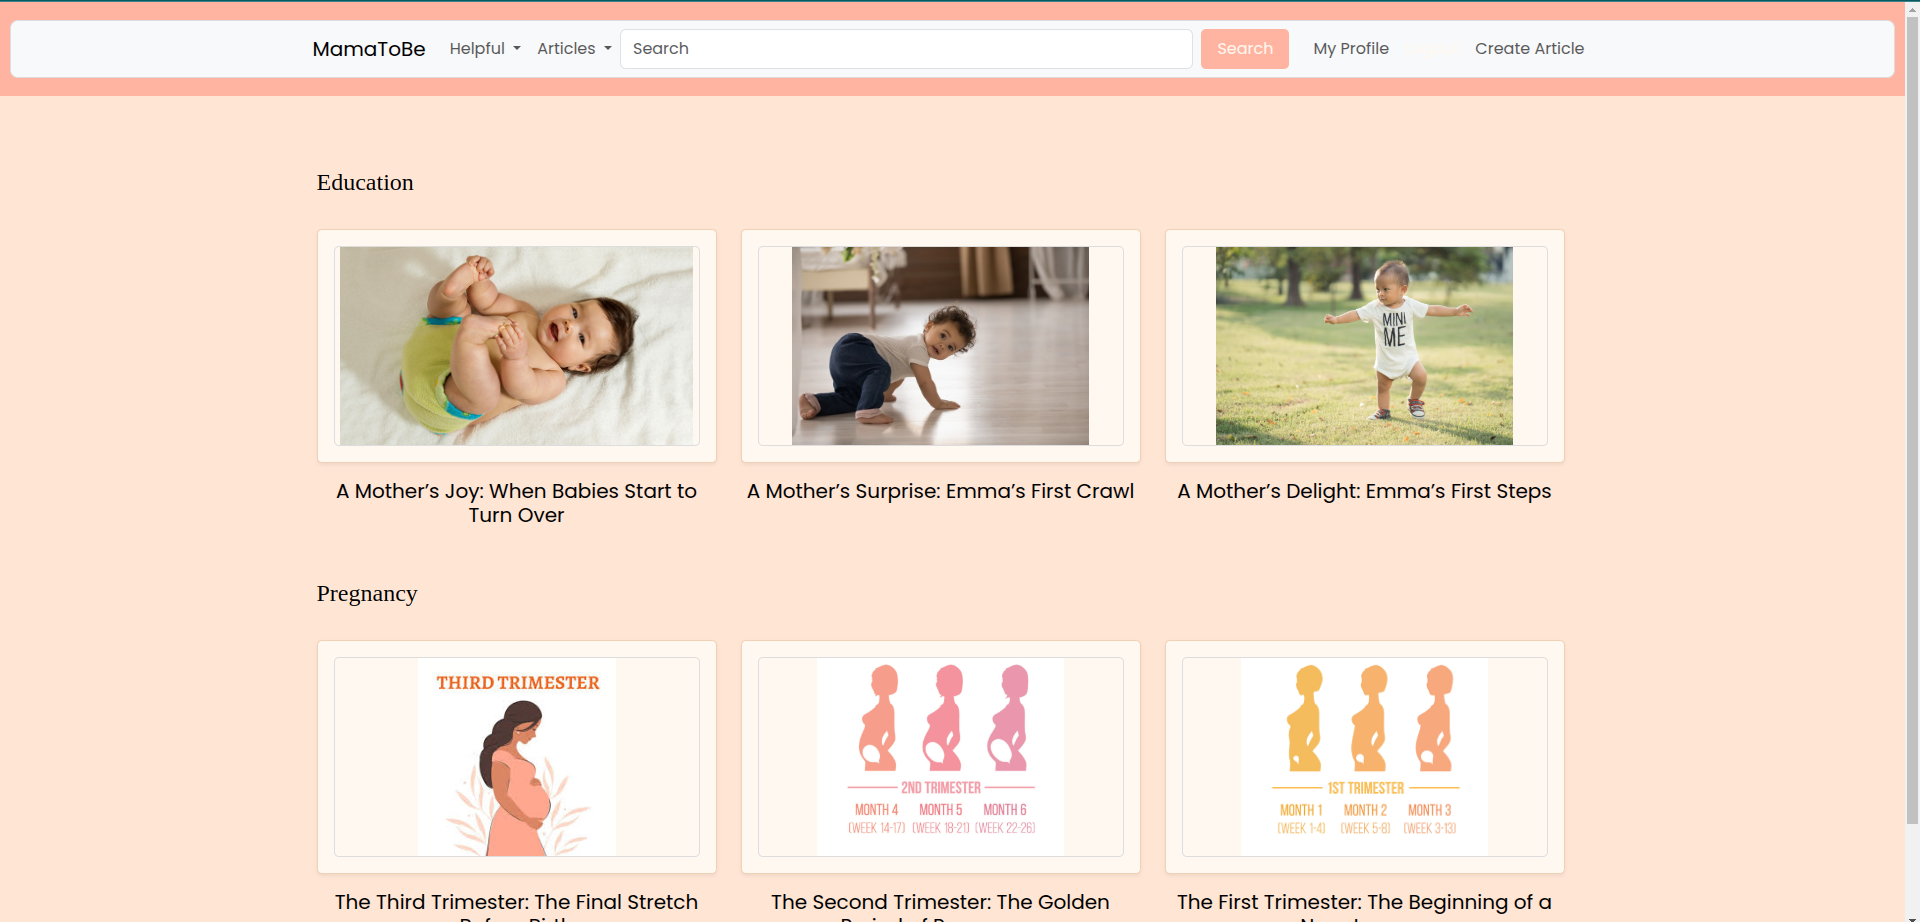 MamaToBe Helpful Articles Search Search My Profile Create Article
Education
MINI
ME
A Mother’s Joy: When Babies Start to
Turn Over
A Mother’s Surprise: Emma’s First Crawl
A Mother’s Delight: Emma’s First Steps
Pregnancy
THIRD TRIMESTER
2ND TRIMESTER
MONTH 4 MONTH 5 MONTH 6
(WEEK 14-17) (WEEK 18-21) (WEEK 22-26)
1ST TRIMESTER
MONTH 1 MONTH 2 MONTH 3
(WEEK 1-4) (WEEK 5-8) (WEEK 3-13)
The Third Trimester: The Final Stretch
The Second Trimester: The Golden
The First Trimester: The Beginning of a